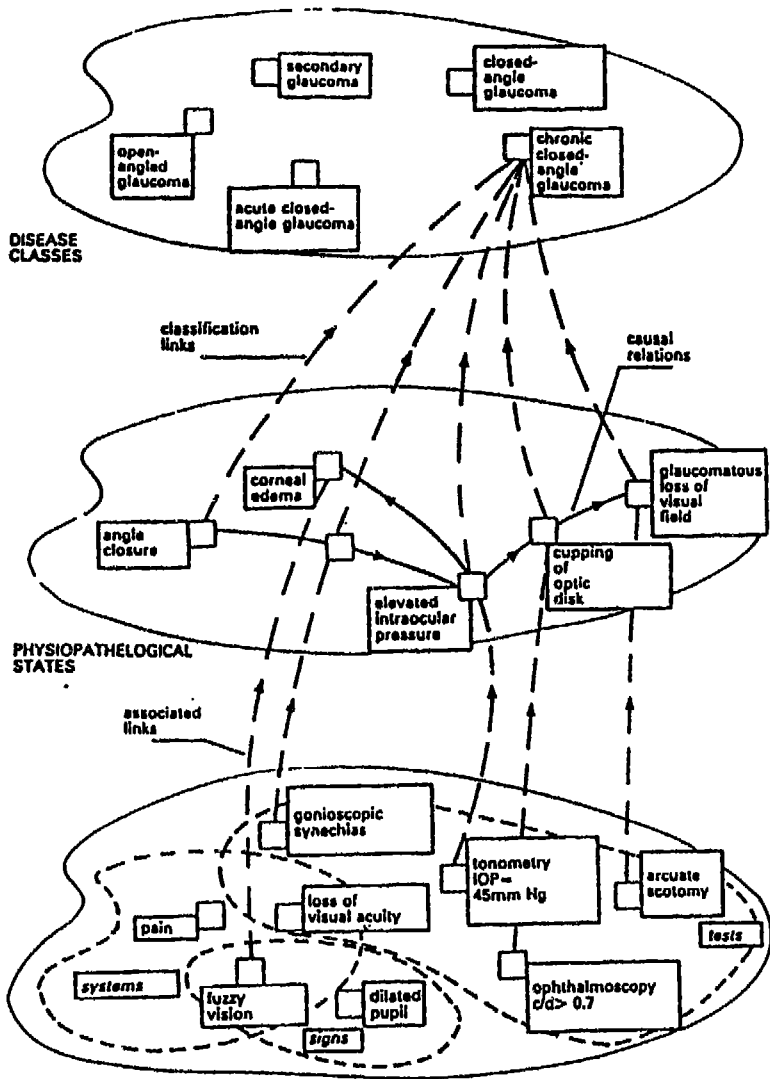 secondary
glaucoma
closed-
angle
glaucoma
open-
angled
glaucoma
chronic
closed-
angle
glaucoma
acute closed-
angle glaucoma
DISEASE
CLASSES
classification
links
causal
relations
corneal
edema
glaucomatous
loss of
visual
field
angle
closure
cupping
of
optic
disk
elevated
intraocular
pressure
PHYSIOPATHELOGICAL
STATES
associated
links
gonioscopic
synechias
tonometry
IOP=
45mm Hg
arcuate
scotomy
loss of
visual acuity
pain
tests
systems
fuzzy
vision
dilated
pupil
ophthalmoscopy
c/d> 0.7
signs